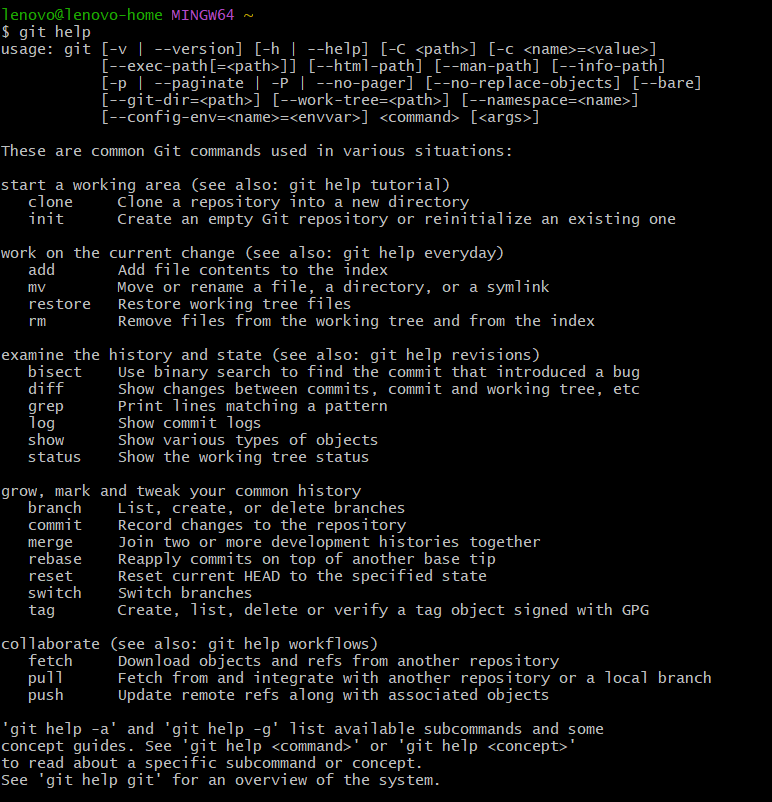 lenovo@lenovo-home MINGW64 ~
$ git help
usage: git [-v | --version] [-h | --help] [-C <path>] [-c <name>=<value>]
           [--exec-path[=<path>]] [--html-path] [--man-path] [--info-path]
           [-p | --paginate | -P | --no-pager] [--no-replace-objects] [--bare]
           [--git-dir=<path>] [--work-tree=<path>] [--namespace=<name>]
           [--config-env=<name>=<envvar>] <command> [<args>]

These are common Git commands used in various situations:

start a working area (see also: git help tutorial)
   clone     Clone a repository into a new directory
   init      Create an empty Git repository or reinitialize an existing one

work on the current change (see also: git help everyday)
   add       Add file contents to the index
   mv        Move or rename a file, a directory, or a symlink
   restore   Restore working tree files
   rm        Remove files from the working tree and from the index

examine the history and state (see also: git help revisions)
   bisect    Use binary search to find the commit that introduced a bug
   diff      Show changes between commits, commit and working tree, etc
   grep      Print lines matching a pattern
   log       Show commit logs
   show      Show various types of objects
   status    Show the working tree status

grow, mark and tweak your common history
   branch    List, create, or delete branches
   commit    Record changes to the repository
   merge     Join two or more development histories together
   rebase    Reapply commits on top of another base tip
   reset     Reset current HEAD to the specified state
   switch    Switch branches
   tag       Create, list, delete or verify a tag object signed with GPG

collaborate (see also: git help workflows)
   fetch     Download objects and refs from another repository
   pull      Fetch from and integrate with another repository or a local branch
   push      Update remote refs along with associated objects

'git help -a' and 'git help -g' list available subcommands and some
concept guides. See 'git help <command>' or 'git help <concept>'
to read about a specific subcommand or concept.
See 'git help git' for an overview of the system.